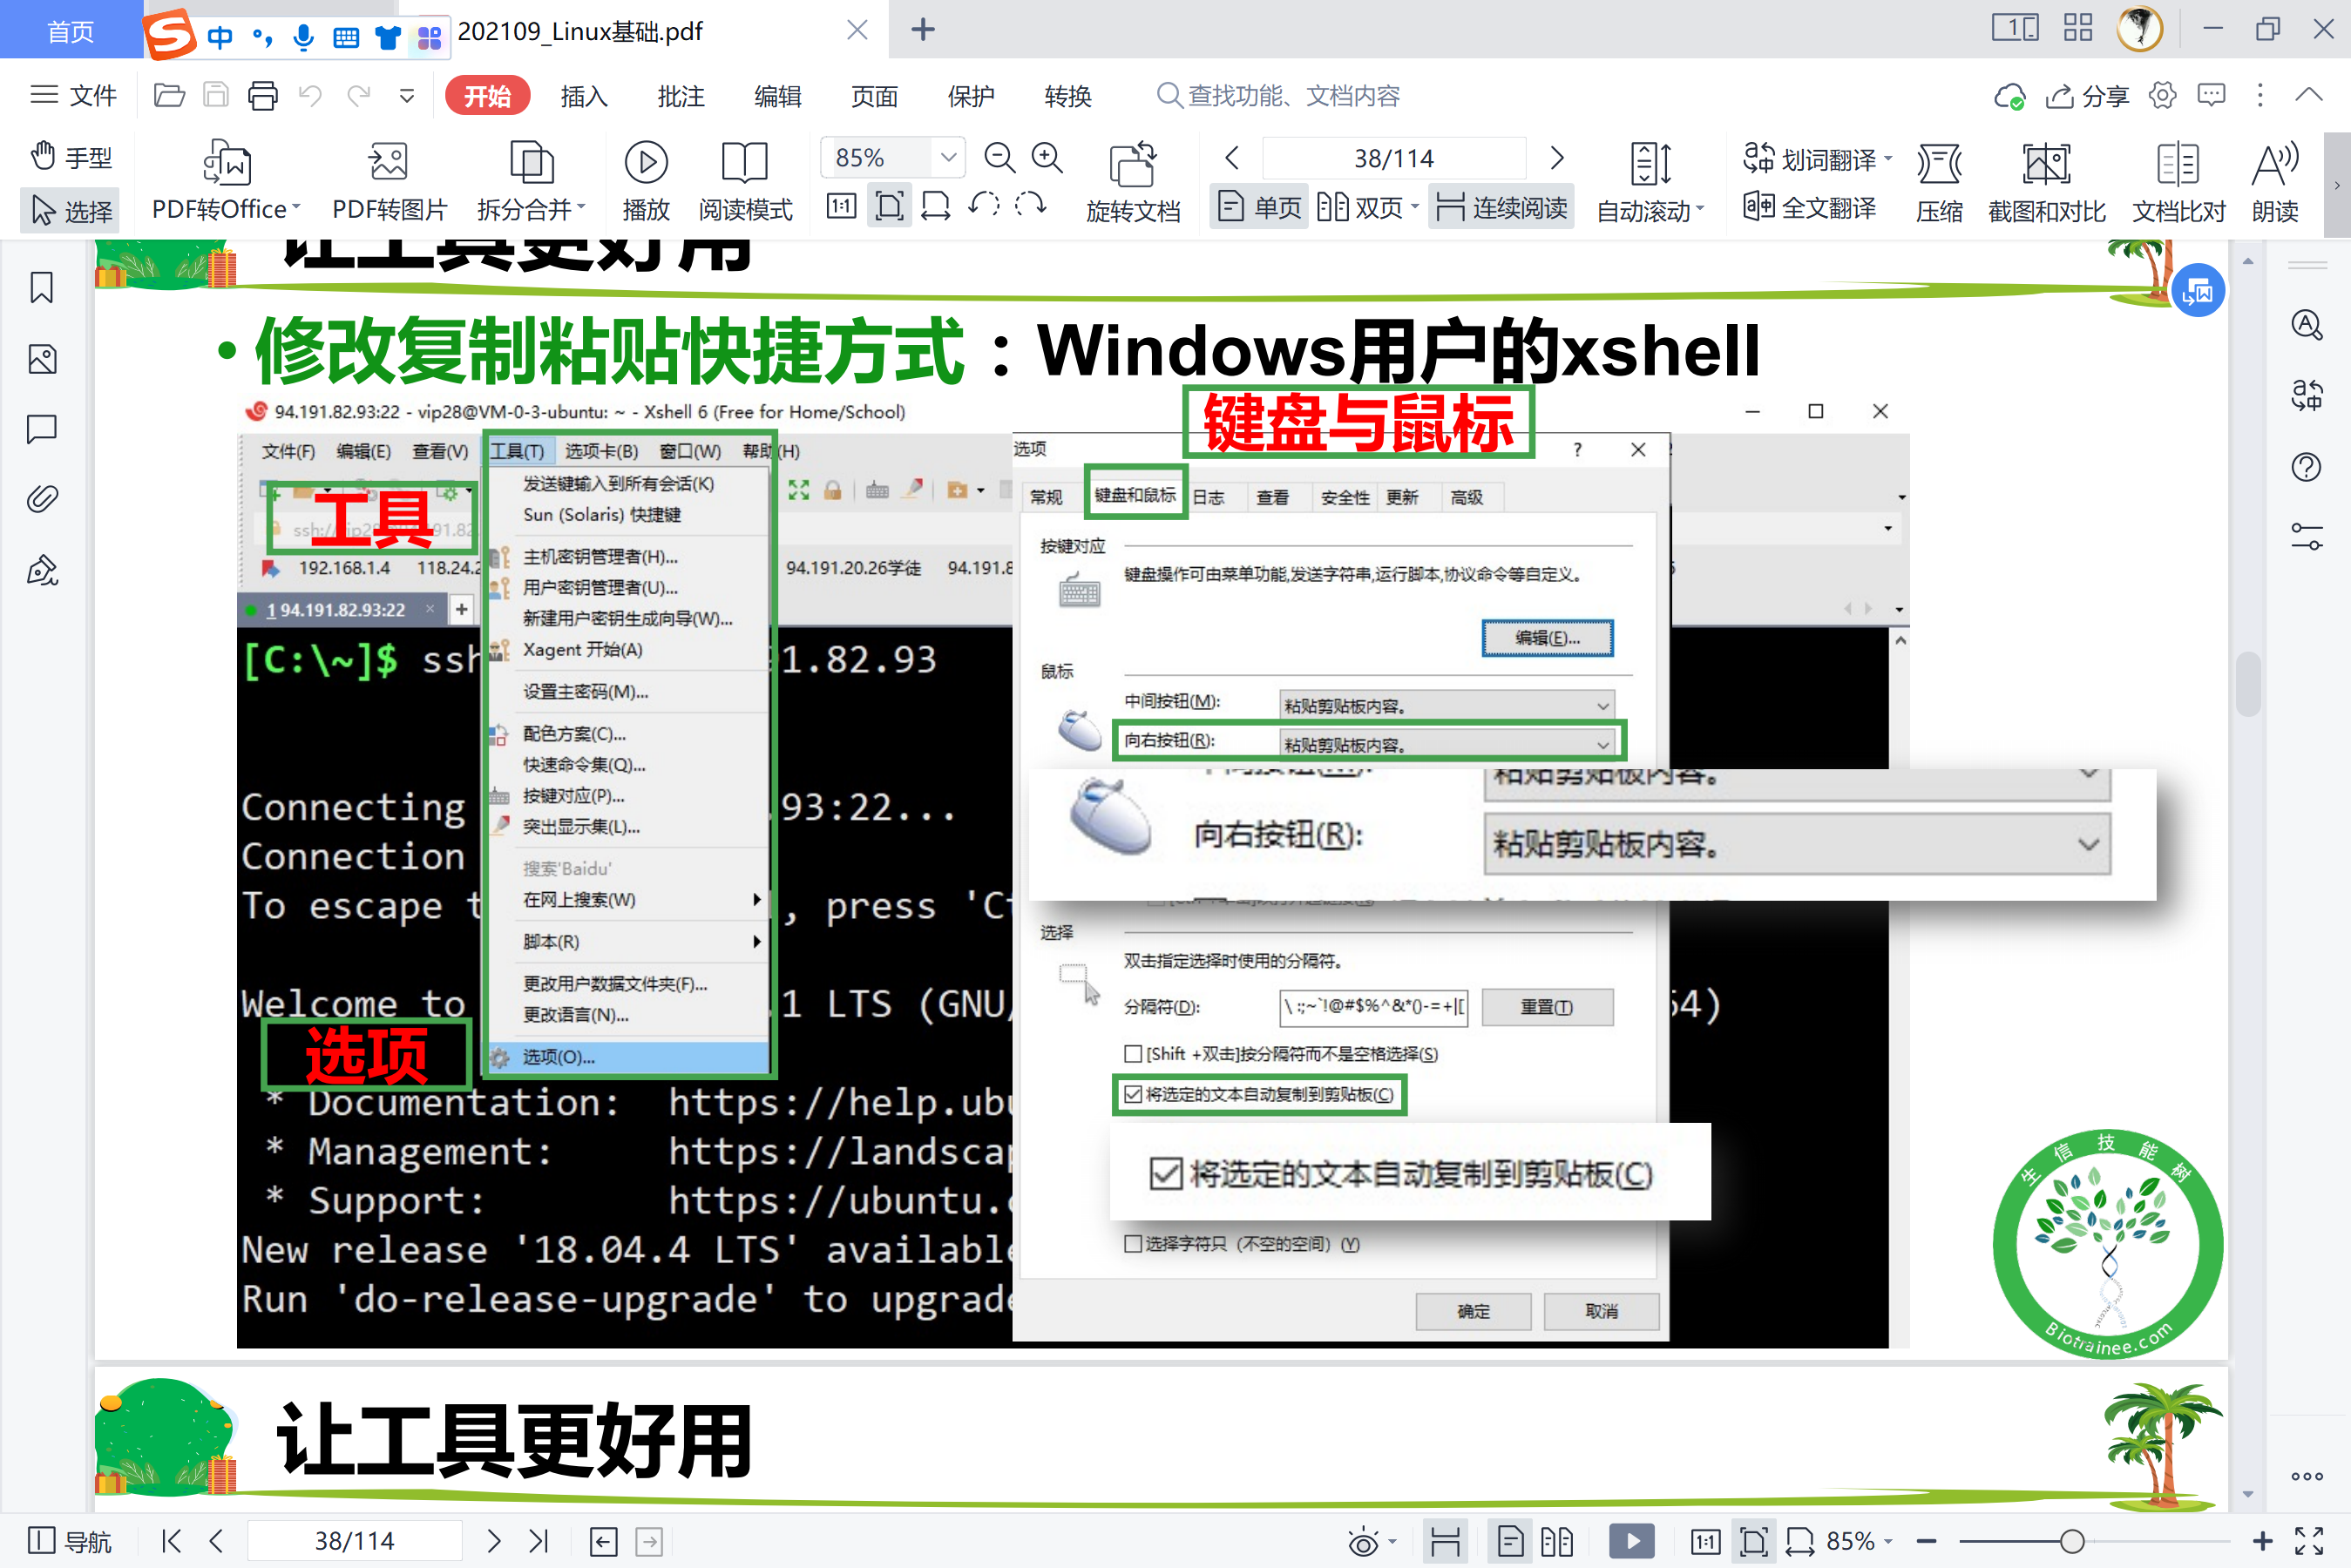 首页
中
202109_Linux基础.pdf
文件
开始
插入
批注
编辑
页面
保护
转换
查找功能、文档内容
分享
手型
选择
PDF转Office
PDF转图片
拆分合并
播放
阅读模式
85%
1:1
旋转文档
38/114
单页
双页
连续阅读
自动滚动
划词翻译
全文翻译
压缩
截图和对比
文档比对
朗读
让工具更好用
• 修改复制粘贴快捷方式：Windows用户的xshell
94.191.82.93:22 - vip28@VM-0-3-ubuntu: ~ - Xshell 6 (Free for Home/School)
键盘与鼠标
文件(F) 编辑(E) 查看(V) 工具(T) 选项卡(B) 窗口(W) 帮助(H)
工具
192.168.1.4
94.191.20.26学徒
1 94.191.82.93:22
发送键输入到所有会话(K)
Sun (Solaris) 快捷键
主机密钥管理者(H)...
用户密钥管理者(U)...
新建用户密钥生成向导(W)...
Xagent 开始(A)
设置主密码(M)...
配色方案(C)...
快速命令集(Q)...
按键对应(P)...
突出显示集(L)...
搜索'Baidu'
在网上搜索(W)
脚本(R)
更改用户数据文件夹(F)...
更改语言(N)...
选项(O)...
选项
[C:\~]$ ssh 1.82.93
Connecting 93:22...
Connection
To escape t , press 'Ct
Welcome to 1 LTS (GNU/ 64)
* Documentation: https://help.ubu
* Management: https://landscap
* Support: https://ubuntu.c
New release '18.04.4 LTS' available
Run 'do-release-upgrade' to upgrade
选项
?
常规 键盘和鼠标 日志 查看 安全性 更新 高级
按键对应
键盘操作可由菜单功能,发送字符串,运行脚本,协议命令等自定义。
编辑(E)...
鼠标
中间按钮(M): 粘贴剪贴板内容。
向右按钮(R): 粘贴剪贴板内容。
粘贴剪贴板内容。
向右按钮(R): 粘贴剪贴板内容。
选择
双击指定选择时使用的分隔符。
分隔符(D): \ :;~`!@#$%^&*()-=+|[ 重置(T)
[Shift +双击]按分隔符而不是空格选择(S)
将选定的文本自动复制到剪贴板(C)
将选定的文本自动复制到剪贴板(C)
选择字符只（不空的空间）(Y)
确定 取消
生信技能树
Biotrainee.com
让工具更好用
导航
38/114
1:1
85%